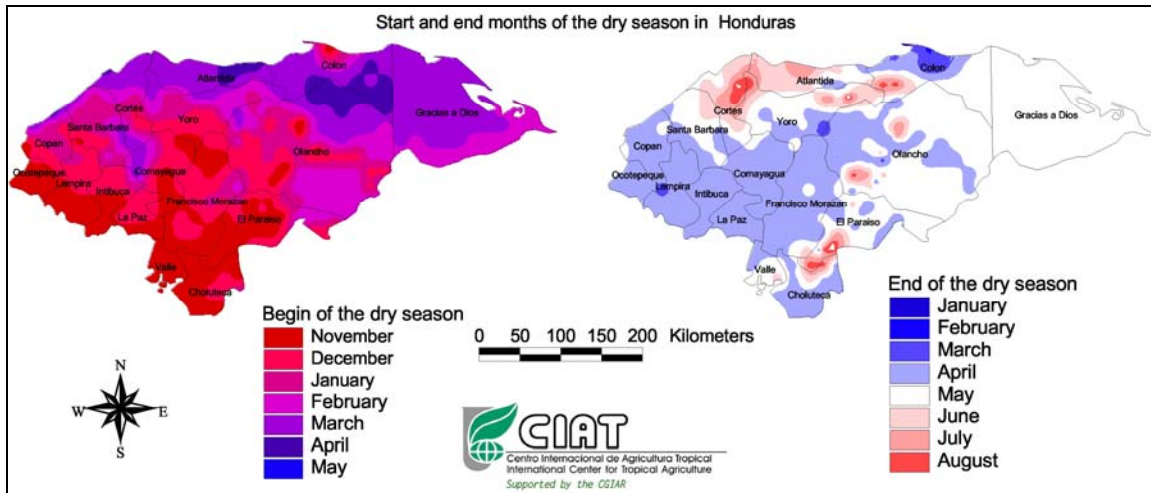 Start and end months of the dry season in Honduras
Colon
Atlantida
Cortes
Yoro
Gracias a Dios
Santa Barbara
Copan
Olandho
Ocotepeque
Comayagua
Lempira
Intibuca
Francisco Morazan
La Paz
El Paraiso
Valle
Choluteca
Colon
Atlantida
Cortes
Yoro
Gracias a Dios
Santa Barbara
Copan
Olancho
Ocotepeque
Comayagua
Lempira
Intibuca
Francisco Morazan
La Paz
El Paraiso
Valle
Choluteca
Begin of the dry season
November
December
January
February
March
April
May
0 50 100 150 200 Kilometers
End of the dry season
January
February
March
April
May
June
July
August
N
W E
S
CIAT
Centro Internacional de Agricultura Tropical
International Center for Tropical Agriculture
Supported by the CGIAR